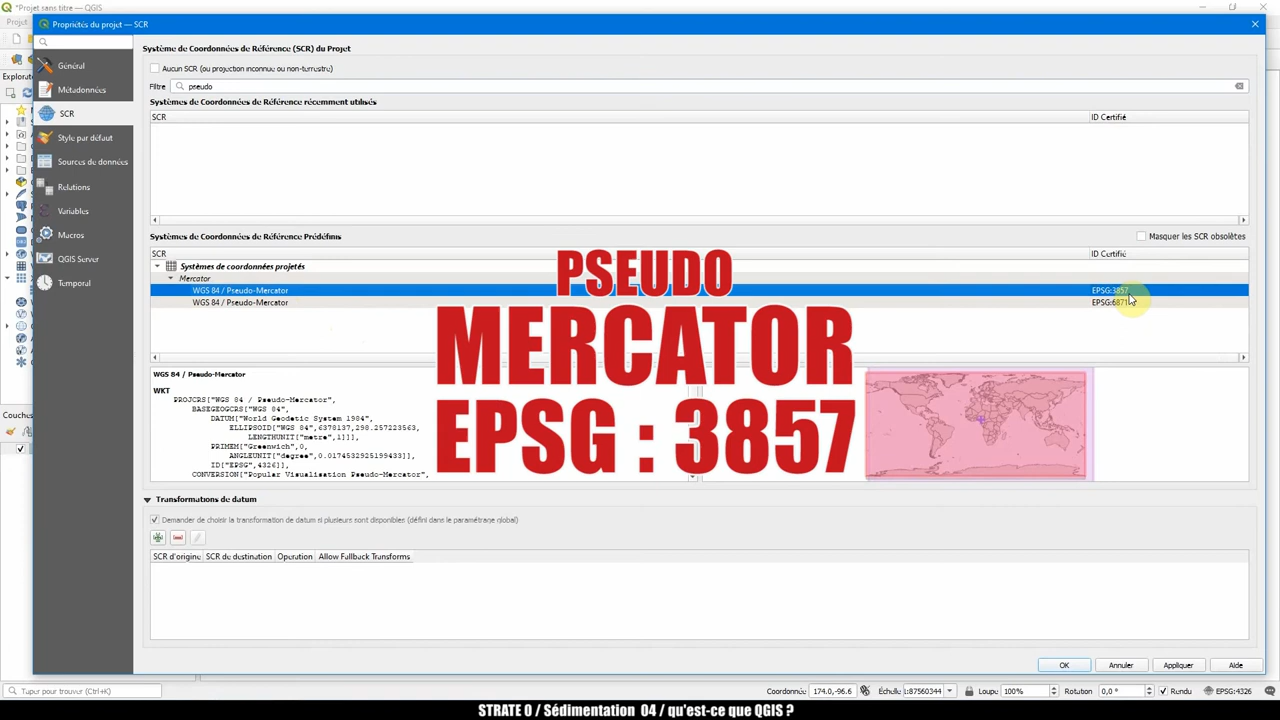 *Projet sans titre — QGIS
Projet
Propriétés du projet — SCR
Explorate
Couches
Général
Métadonnées
SCR
Style par défaut
Sources de données
Relations
Variables
Macros
QGIS Server
Temporal
Système de Coordonnées de Référence (SCR) du Projet
Aucun SCR (ou projection inconnue ou non-terrestre)
Filtre pseudo
Systèmes de Coordonnées de Référence récemment utilisés
SCR ID Certifié
Systèmes de Coordonnées de Référence Prédéfinis
Masquer les SCR obsolètes
SCR ID Certifié
Systèmes de coordonnées projetés
Mercator
WGS 84 / Pseudo-Mercator EPSG:3857
WGS 84 / Pseudo-Mercator EPSG:6871
PSEUDO
MERCATOR
EPSG : 3857
WGS 84 / Pseudo-Mercator
WKT
PROJCRS["WGS 84 / Pseudo-Mercator",
BASEGEOGCRS["WGS 84",
DATUM["World Geodetic System 1984",
ELLIPSOID["WGS 84",6378137,298.257223563,
LENGTHUNIT["metre",1]]],
PRIMEM["Greenwich",0,
ANGLEUNIT["degree",0.0174532925199433]],
ID["EPSG",4326]],
CONVERSION["Popular Visualisation Pseudo-Mercator",
Transformations de datum
Demander de choisir la transformation de datum si plusieurs sont disponibles (défini dans le paramétrage global)
SCR d'origine SCR de destination Operation Allow Fallback Transforms
OK Annuler Appliquer Aide
Tuper pour trouver (Ctrl+K) Coordonnée 174.0,-96.6 Échelle 1:87560344 Loupe 100% Rotation 0,0 ° Rendu EPSG:4326
STRATE 0 / Sédimentation 04 / qu'est-ce que QGIS ?